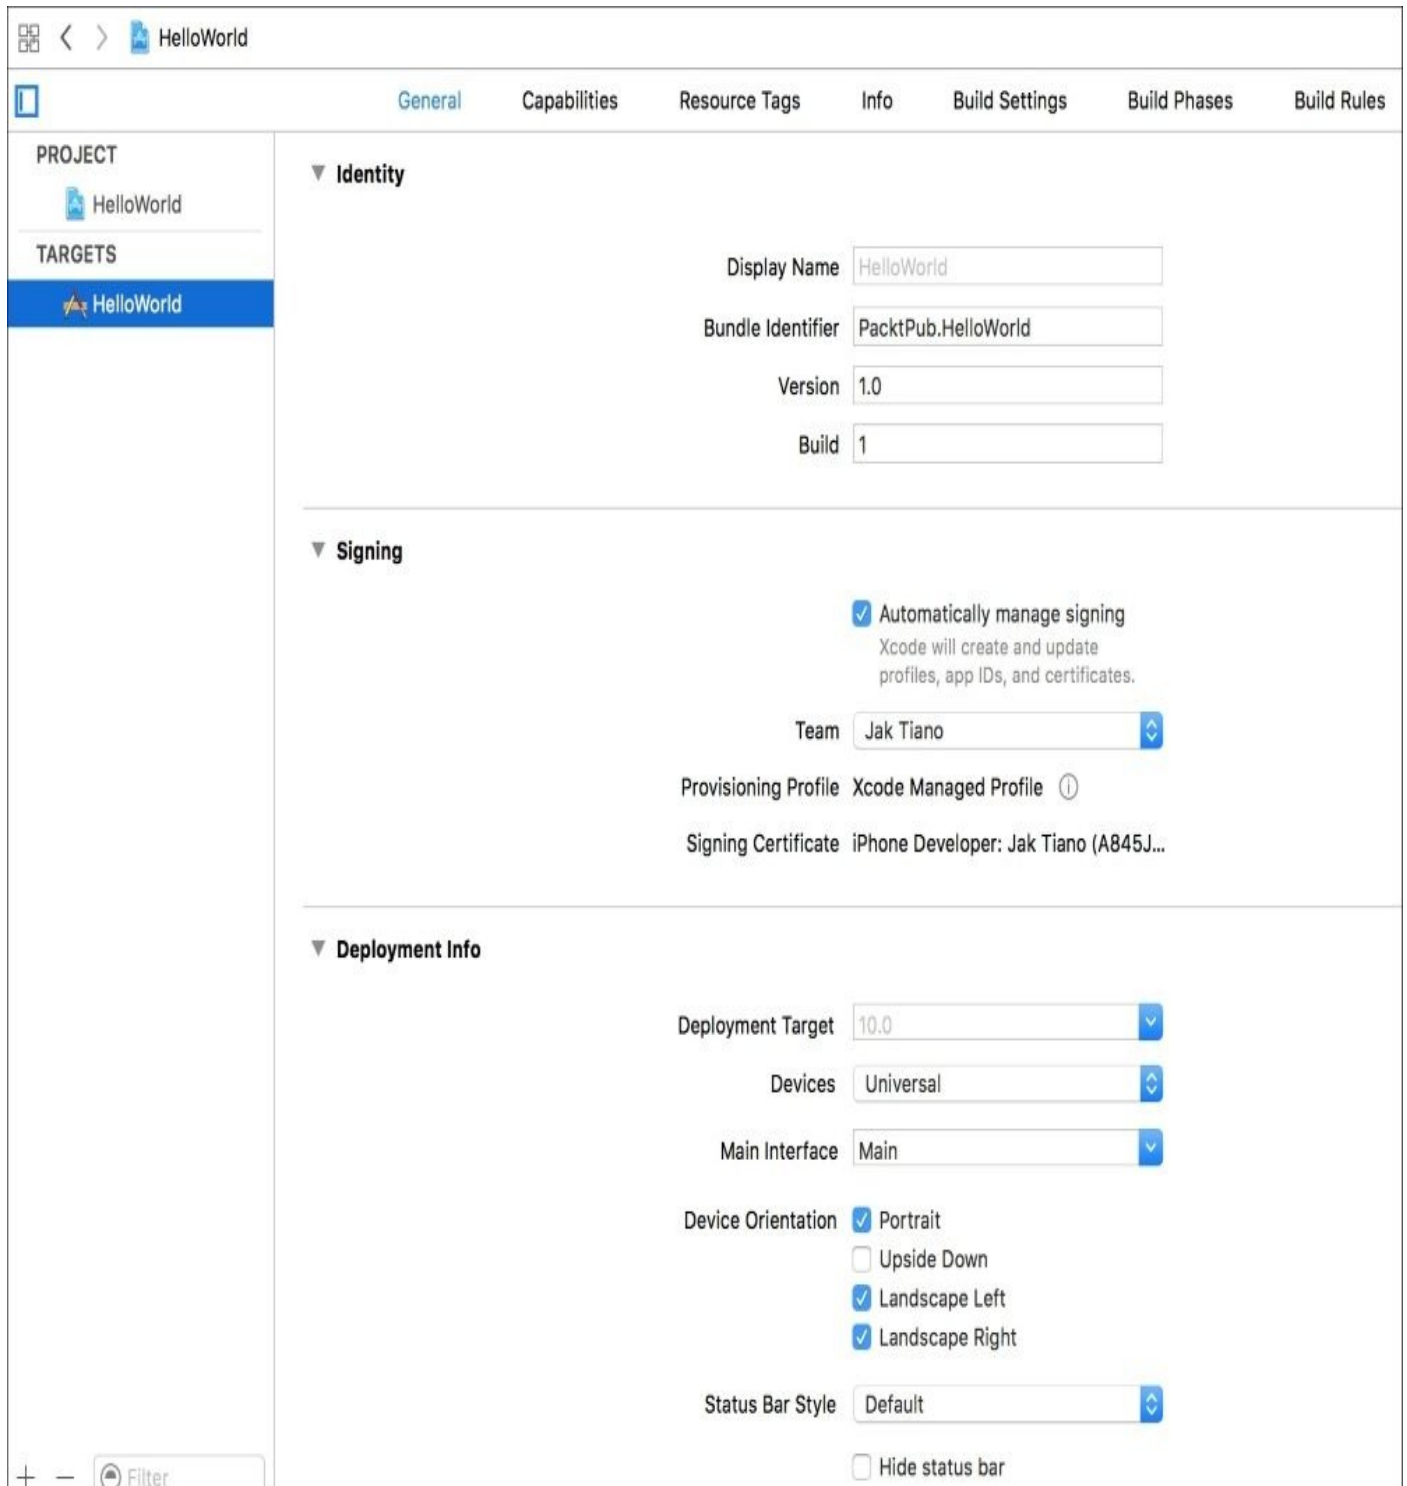 HelloWorld
General Capabilities Resource Tags Info Build Settings Build Phases Build Rules
PROJECT
HelloWorld
TARGETS
HelloWorld
Filter
Identity
Display Name HelloWorld
Bundle Identifier PacktPub.HelloWorld
Version 1.0
Build 1
Signing
Automatically manage signing
Xcode will create and update
profiles, app IDs, and certificates.
Team Jak Tiano
Provisioning Profile Xcode Managed Profile
Signing Certificate iPhone Developer: Jak Tiano (A845J...
Deployment Info
Deployment Target 10.0
Devices Universal
Main Interface Main
Device Orientation Portrait
Upside Down
Landscape Left
Landscape Right
Status Bar Style Default
Hide status bar